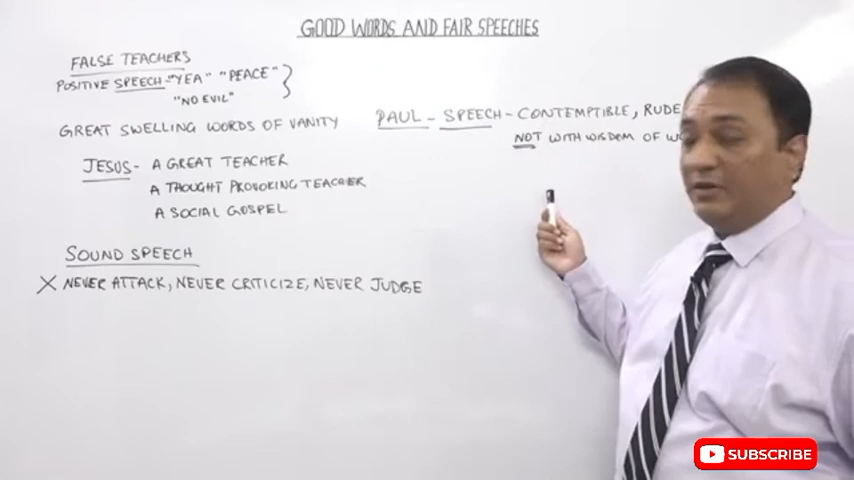 GOOD WORDS AND FAIR SPEECHES
FALSE TEACHERS
POSITIVE SPEECH - "YEA" "PEACE"
"NO EVIL"
GREAT SWELLING WORDS OF VANITY
JESUS - A GREAT TEACHER
A THOUGHT PROVOKING TEACHER
A SOCIAL GOSPEL
SOUND SPEECH
X NEVER ATTACK, NEVER CRITICIZE, NEVER JUDGE
PAUL - SPEECH - CONTEMPTIBLE, RUDE
NOT WITH WISDOM OF
SUBSCRIBE